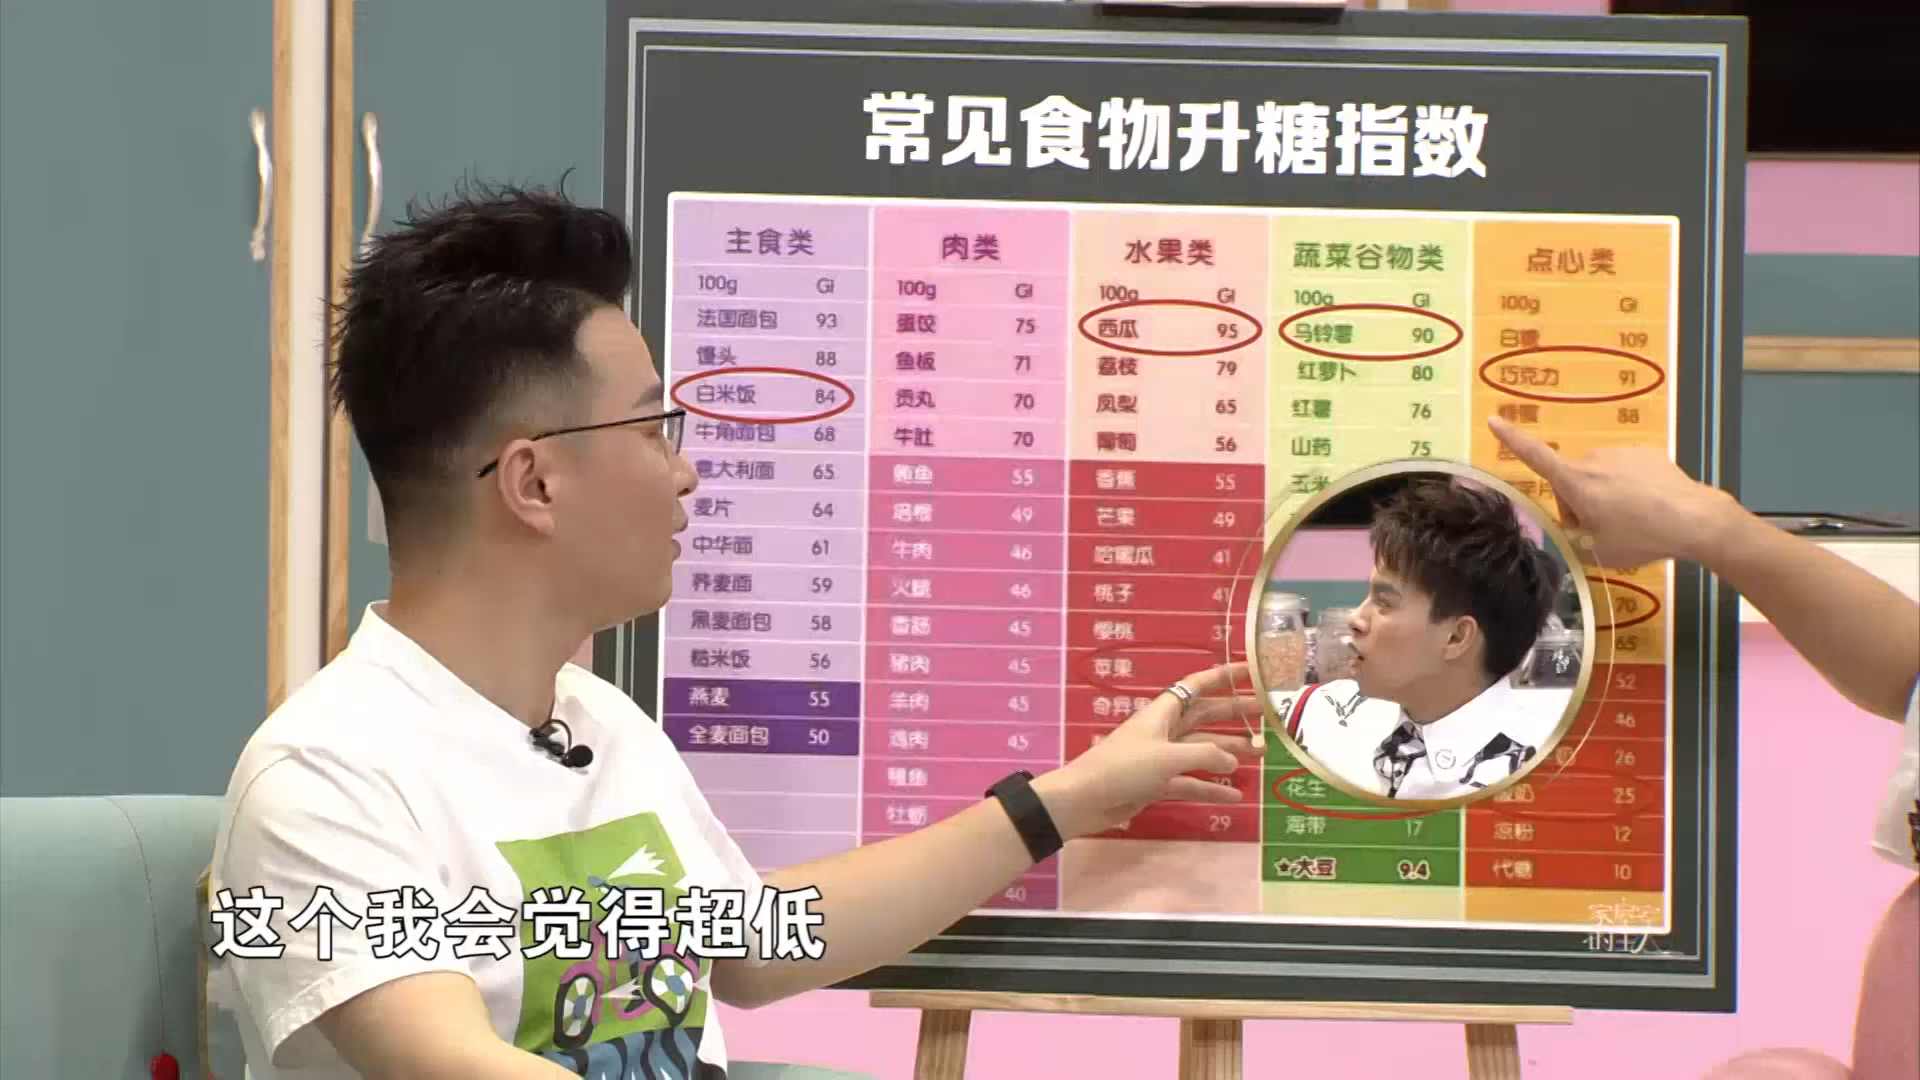 常见食物升糖指数
主食类 肉类 水果类 蔬菜谷物类 点心类
100g GI 100g GI 100g GI 100g GI 100g GI
法国面包 93 蛋饺 75 西瓜 95 马铃薯 90 白糖 109
馒头 88 鱼板 71 荔枝 79 红萝卜 80 巧克力 91
白米饭 84 贡丸 70 凤梨 65 红薯 76 88
牛角面包 68 牛肚 70 葡萄 56 山药 75
意大利面 65 鲔鱼 55 香蕉 55 玉米
麦片 64 培根 49 芒果 49
中华面 61 牛肉 46 哈蜜瓜 41
荞麦面 59 火腿 46 桃子 41 70
黑麦面包 58 香肠 45 樱桃 37 65
糙米饭 56 猪肉 45 苹果 52
燕麦 55 羊肉 45 奇异果 46
全麦面包 50 鸡肉 45 26
鳗鱼 花生 25
牡蛎 29 海带 17 凉粉 12
40 ★大豆 9.4 代糖 10
这个我会觉得超低